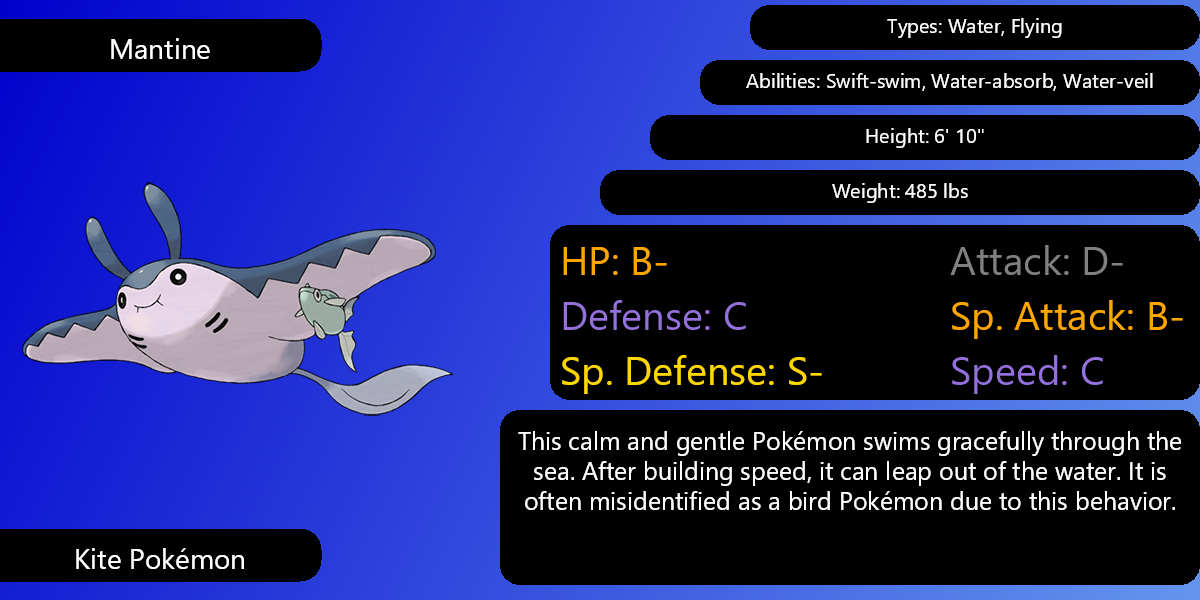 Mantine
Types: Water, Flying
Abilities: Swift-swim, Water-absorb, Water-veil
Height: 6' 10"
Weight: 485 lbs
HP: B-
Attack: D-
Defense: C
Sp. Attack: B-
Sp. Defense: S-
Speed: C
This calm and gentle Pokémon swims gracefully through the
sea. After building speed, it can leap out of the water. It is
often misidentified as a bird Pokémon due to this behavior.
Kite Pokémon